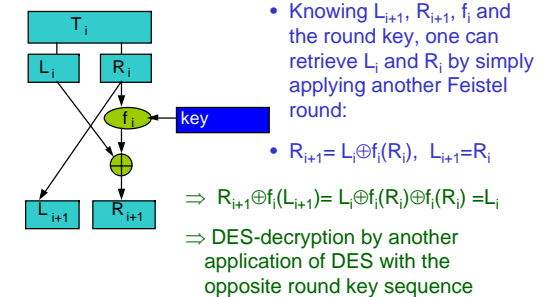 T i
L i R i
f i
key
L i+1 R i+1
• Knowing L i+1, R i+1, f i and
the round key, one can
retrieve L i and R i by simply
applying another Feistel
round:
• R i+1= L i⊕f i(R i), L i+1=R i
⇒ R i+1⊕f i(L i+1)= L i⊕f i(R i)⊕f i(R i) =L i
⇒ DES-decryption by another
application of DES with the
opposite round key sequence